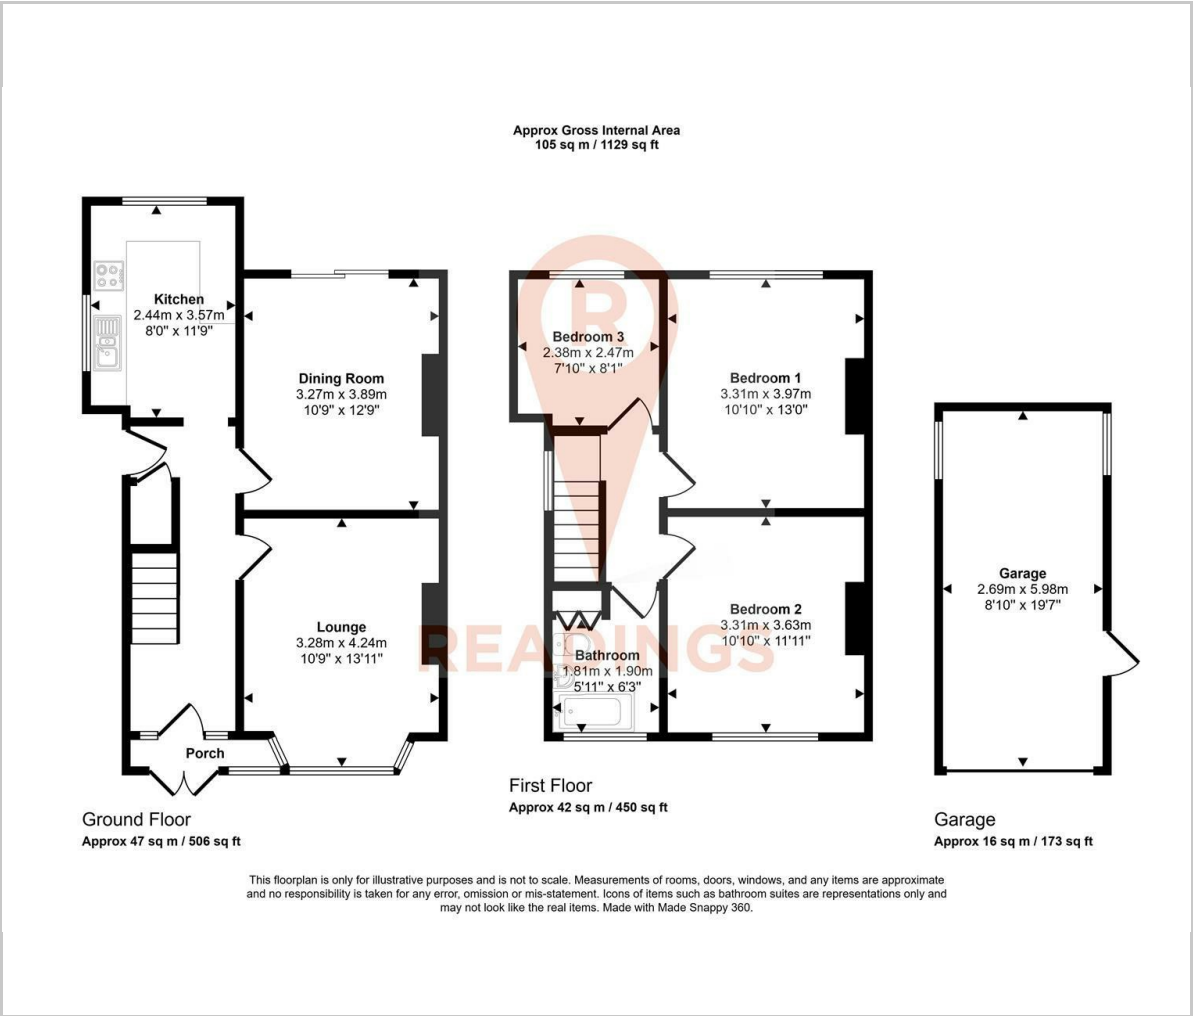 Approx Gross Internal Area
105 sq m / 1129 sq ft
Kitchen
2.44m x 3.57m
8'0" x 11'9"
Dining Room
3.27m x 3.89m
10'9" x 12'9"
Lounge
3.28m x 4.24m
10'9" x 13'11"
Porch
Ground Floor
Approx 47 sq m / 506 sq ft
R
READINGS
Bedroom 3
2.38m x 2.47m
7'10" x 8'1"
Bedroom 1
3.31m x 3.97m
10'10" x 13'0"
Bedroom 2
3.31m x 3.63m
10'10" x 11'11"
Bathroom
1.81m x 1.90m
5'11" x 6'3"
First Floor
Approx 42 sq m / 450 sq ft
Garage
2.69m x 5.98m
8'10" x 19'7"
Garage
Approx 16 sq m / 173 sq ft
This floorplan is only for illustrative purposes and is not to scale. Measurements of rooms, doors, windows, and any items are approximate
and no responsibility is taken for any error, omission or mis-statement. Icons of items such as bathroom suites are representations only and
may not look like the real items. Made with Made Snappy 360.